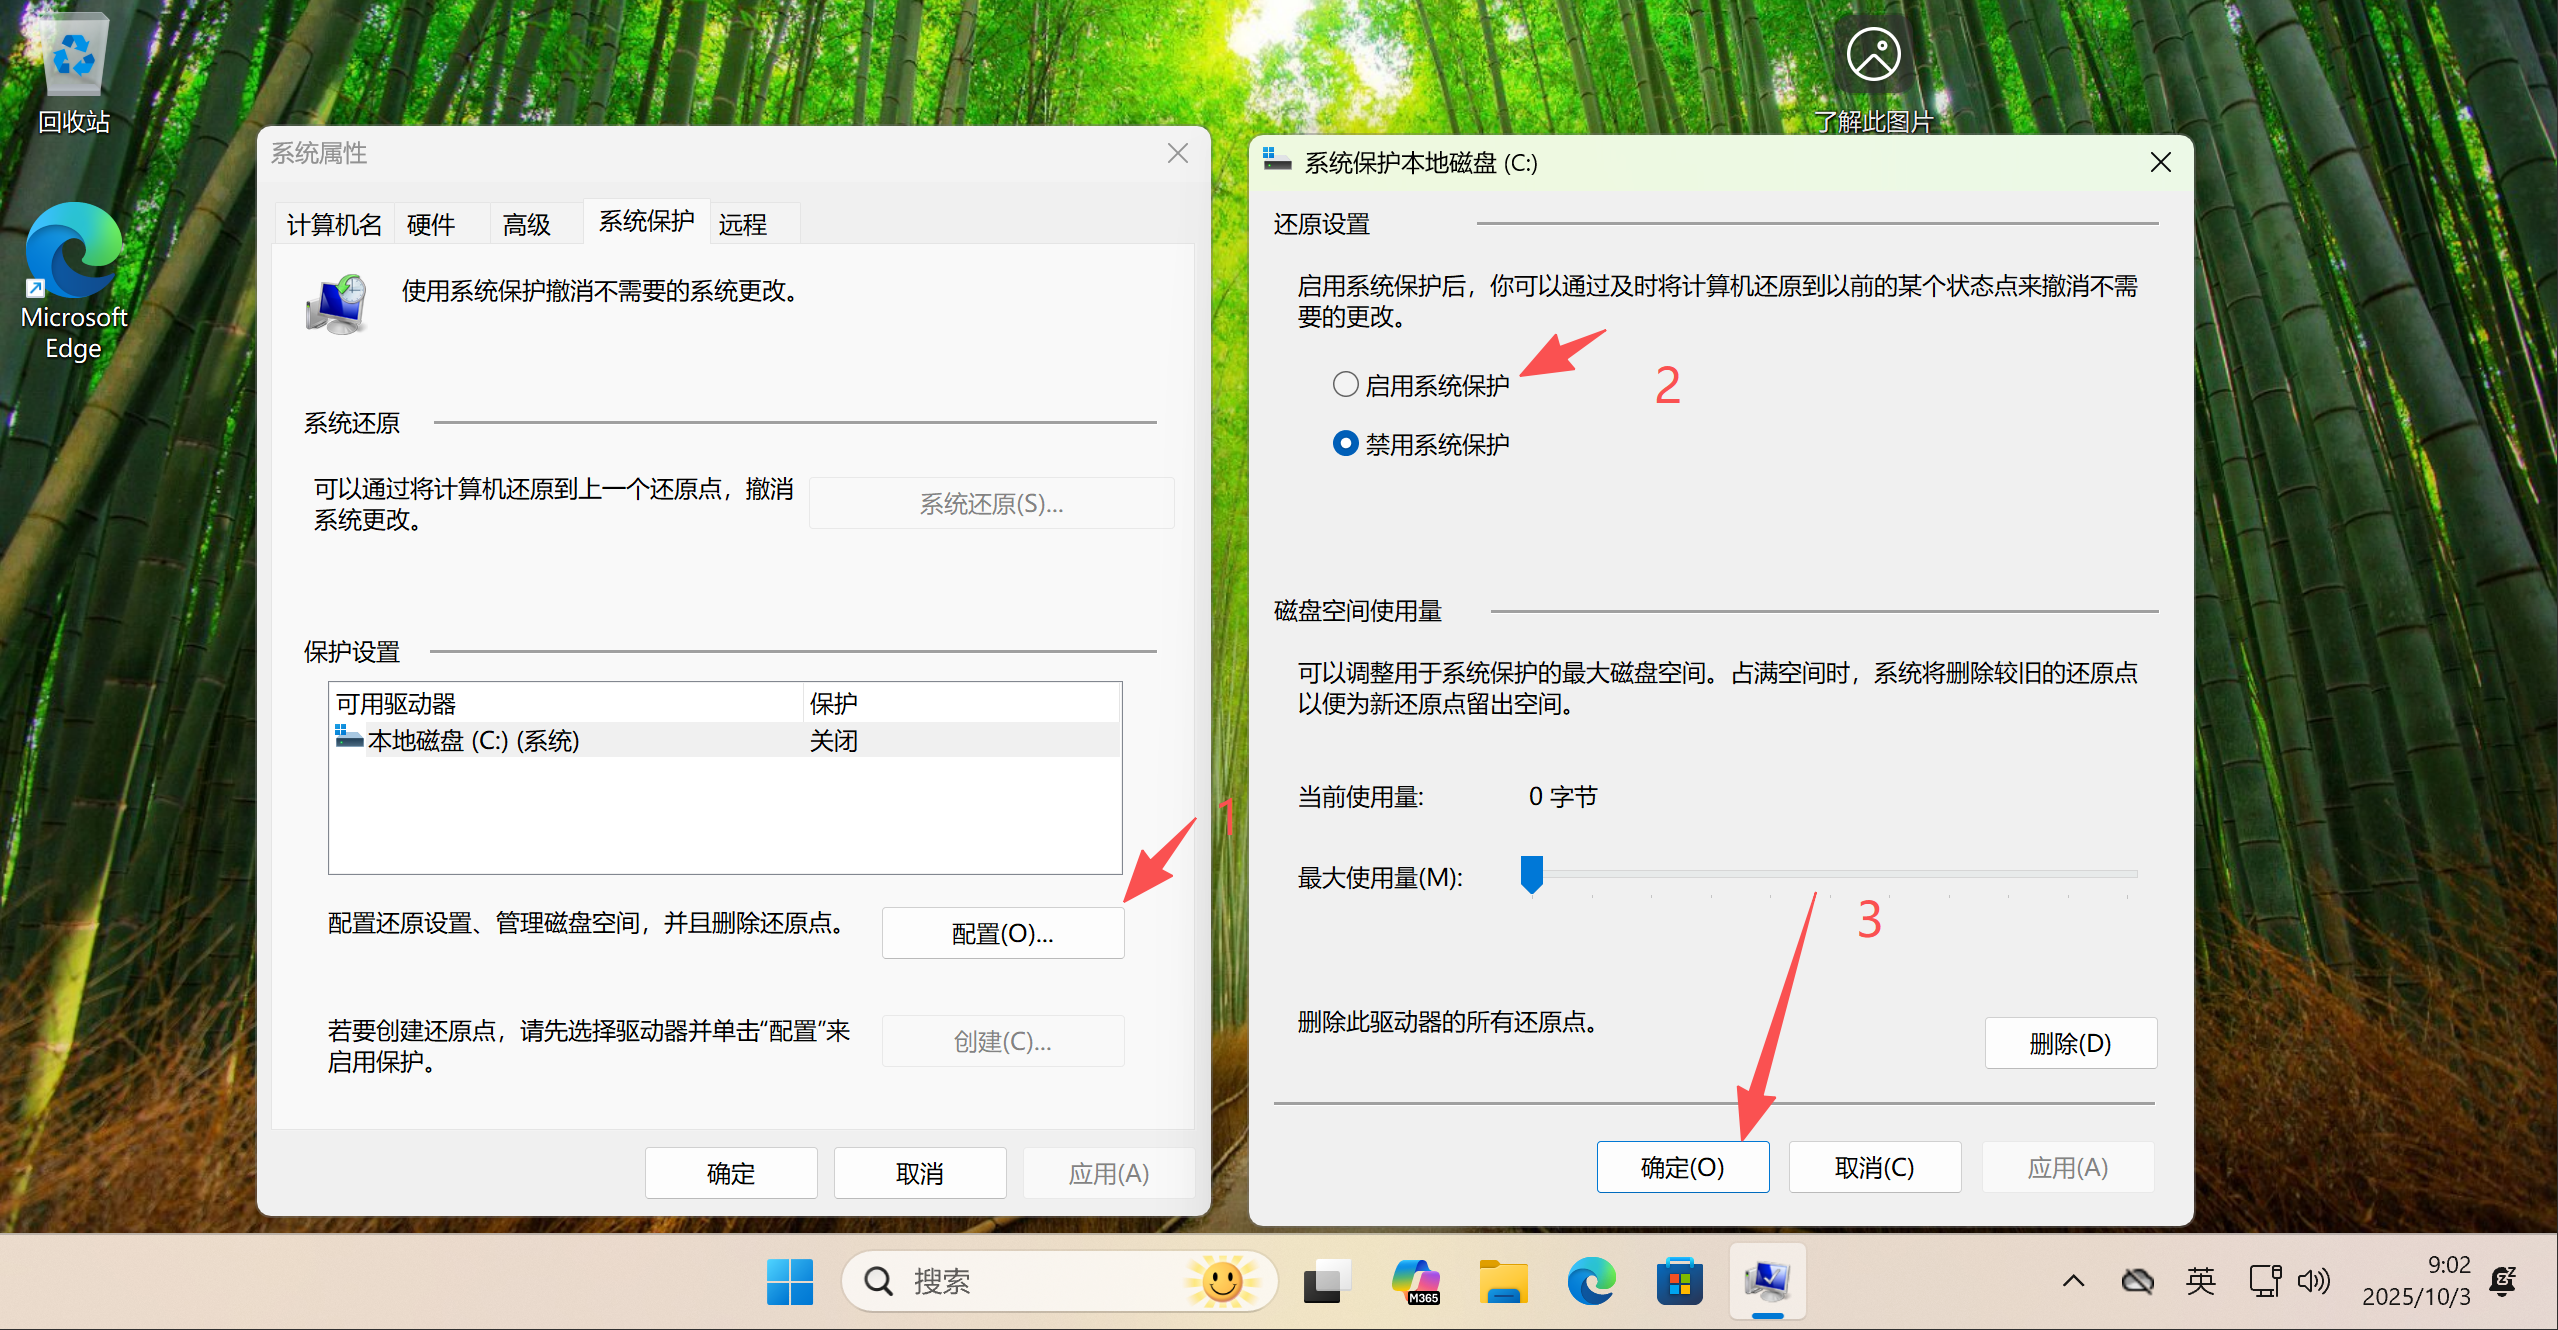 回收站
Microsoft
Edge
了解此图片
系统属性
计算机名
硬件
高级
系统保护
远程
使用系统保护撤消不需要的系统更改。
系统还原
可以通过将计算机还原到上一个还原点，撤消
系统更改。
系统还原(S)...
保护设置
可用驱动器
保护
本地磁盘 (C:) (系统)
关闭
1
配置还原设置、管理磁盘空间，并且删除还原点。
配置(O)...
若要创建还原点，请先选择驱动器并单击“配置”来
启用保护。
创建(C)...
确定
取消
应用(A)
系统保护本地磁盘 (C:)
还原设置
启用系统保护后，你可以通过及时将计算机还原到以前的某个状态点来撤消不需
要的更改。
启用系统保护
2
禁用系统保护
磁盘空间使用量
可以调整用于系统保护的最大磁盘空间。占满空间时，系统将删除较旧的还原点
以便为新还原点留出空间。
当前使用量:
0 字节
最大使用量(M):
3
删除此驱动器的所有还原点。
删除(D)
确定(O)
取消(C)
应用(A)
搜索
M365
英
9:02
2025/10/3